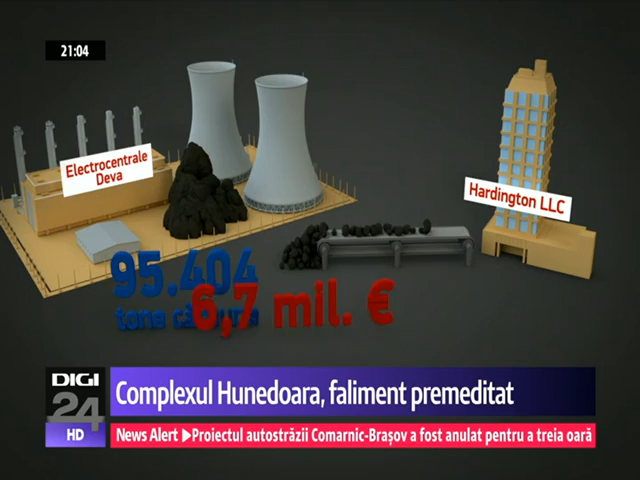 21:04
Electrocentrale
Deva
Hardington LLC
95.404
tone
6,7 mil. €
DIGI
24
HD
Complexul Hunedoara, faliment premeditat
News Alert ▶Proiectul autostrăzii Comarnic-Brașov a fost anulat pentru a treia oară